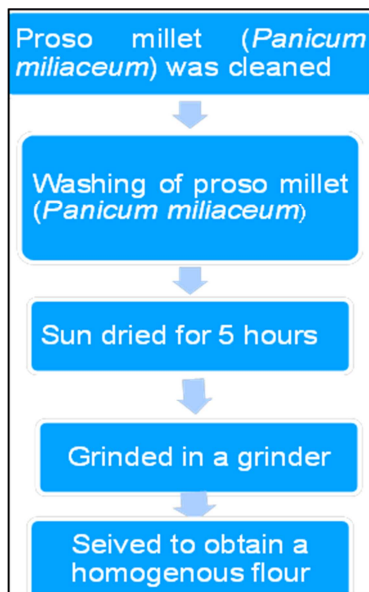 Proso millet (Panicum
miliaceum) was cleaned
Washing of proso millet
(Panicum miliaceum)
Sun dried for 5 hours
Grinded in a grinder
Seived to obtain a
homogenous flour